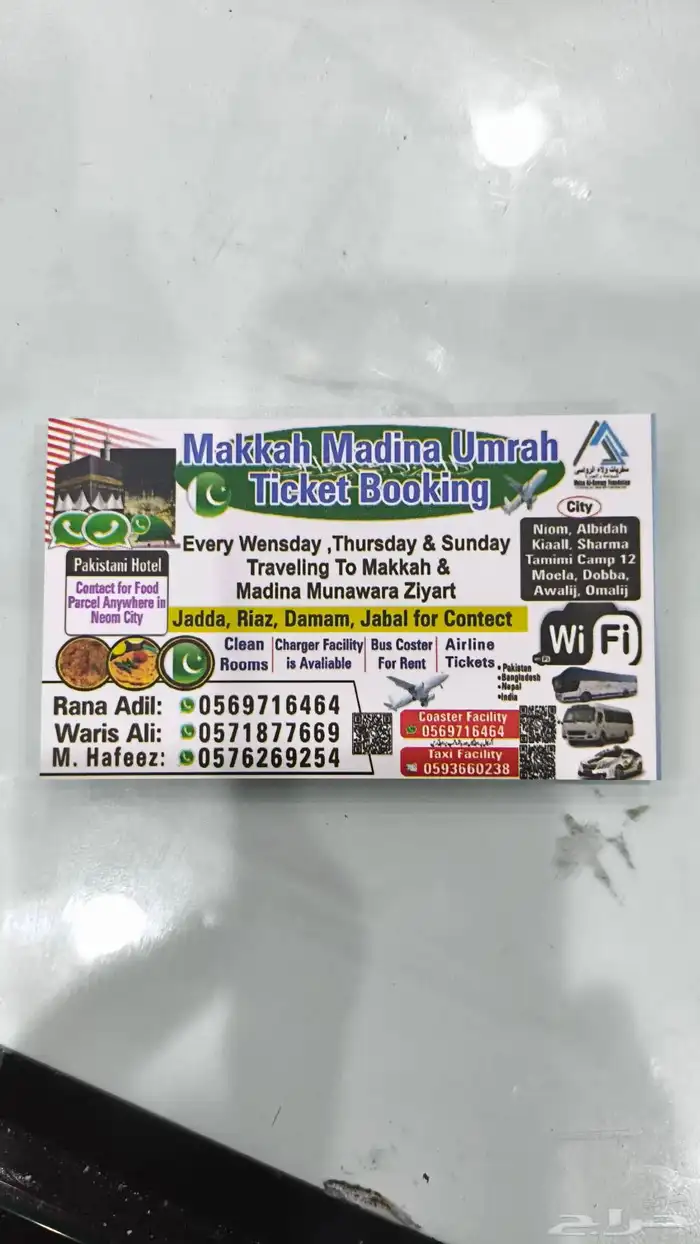 Makkah Madina Umrah
Ticket Booking
سفريات ولاء الروسي
City
Niom, Albidah
Kiaall, Sharma
Tamimi Camp 12
Moela, Dobba,
Awalij, Omalij
Every Wensday ,Thursday & Sunday
Traveling To Makkah &
Madina Munawara Ziyart
Pakistani Hotel
Contact for Food
Parcel Anywhere in
Neom City
Jadda, Riaz, Damam, Jabal for Contect
Clean
Rooms
Charger Facility
is Avaliable
Bus Coster
For Rent
Airline
Tickets
•Pakistan
•Bangladesh
•Nepal
•India
Wi Fi
Rana Adil: 0569716464
Waris Ali: 0571877669
M. Hafeez: 0576269254
Coaster Facility
0569716464
Taxi Facility
0593660238
حراج